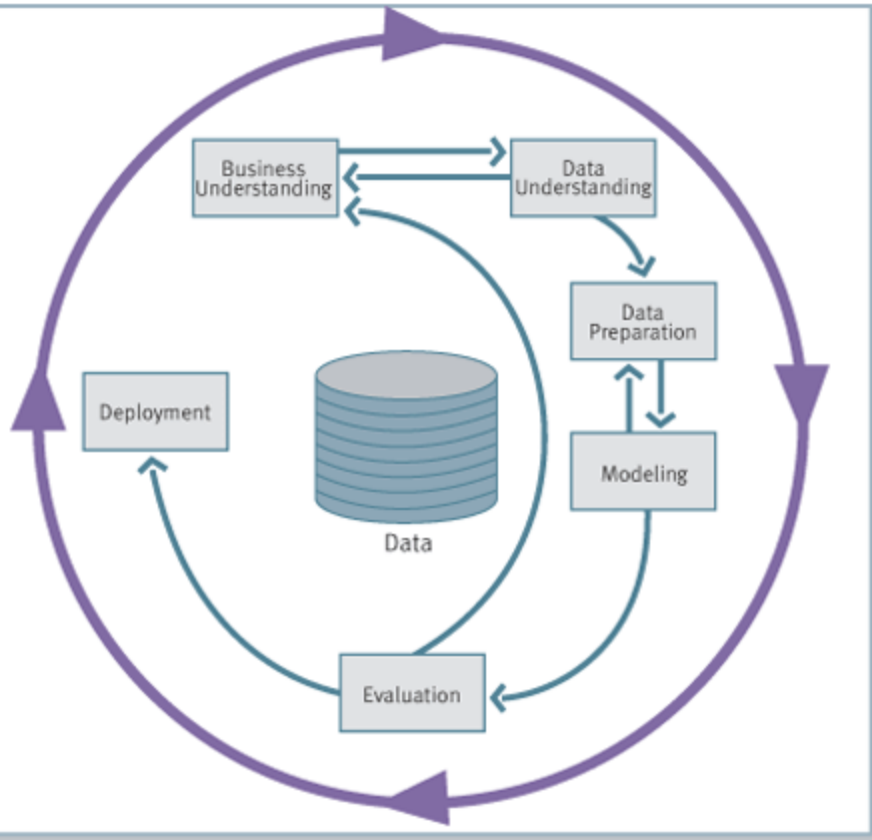 Business
Understanding
Data
Understanding
Data
Preparation
Deployment
Modeling
Data
Evaluation